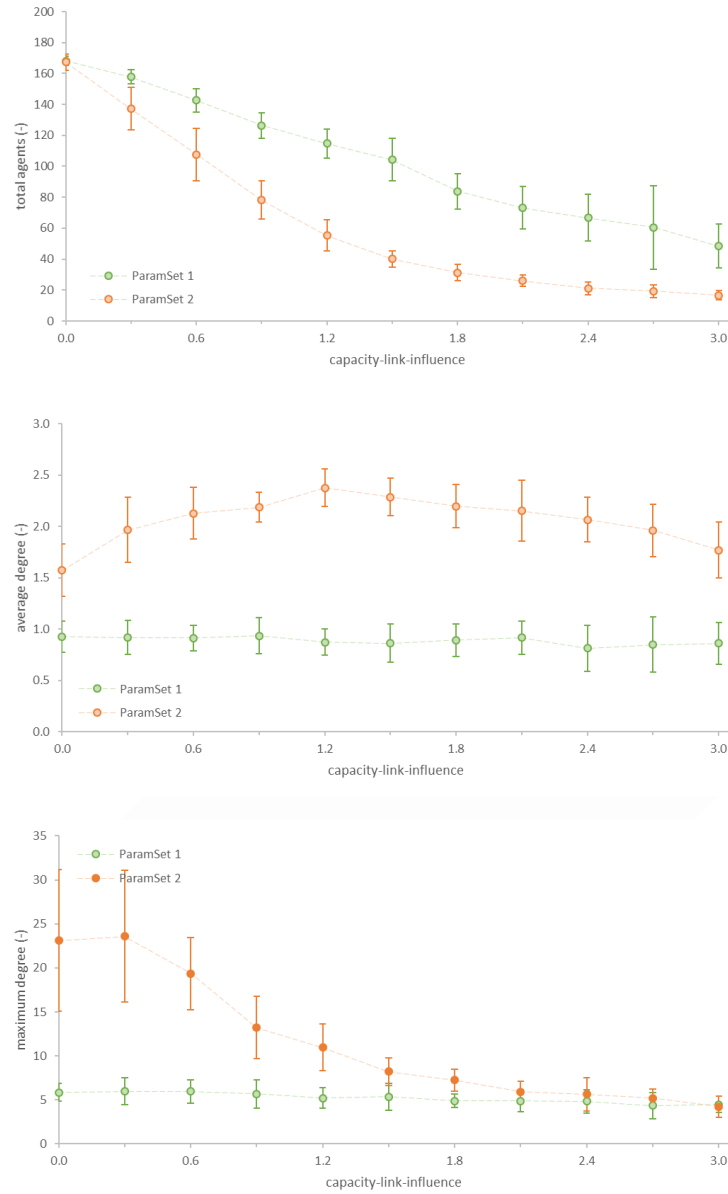 200
180
160
140
120
100
80
60
40
20
0
total agents (-)
ParamSet 1
ParamSet 2
0.0 0.6 1.2 1.8 2.4 3.0
capacity-link-influence
3.0
2.5
2.0
1.5
1.0
0.5
0.0
average degree (-)
ParamSet 1
ParamSet 2
0.0 0.6 1.2 1.8 2.4 3.0
capacity-link-influence
35
30
25
20
15
10
5
0
maximum degree (-)
ParamSet 1
ParamSet 2
0.0 0.6 1.2 1.8 2.4 3.0
capacity-link-influence